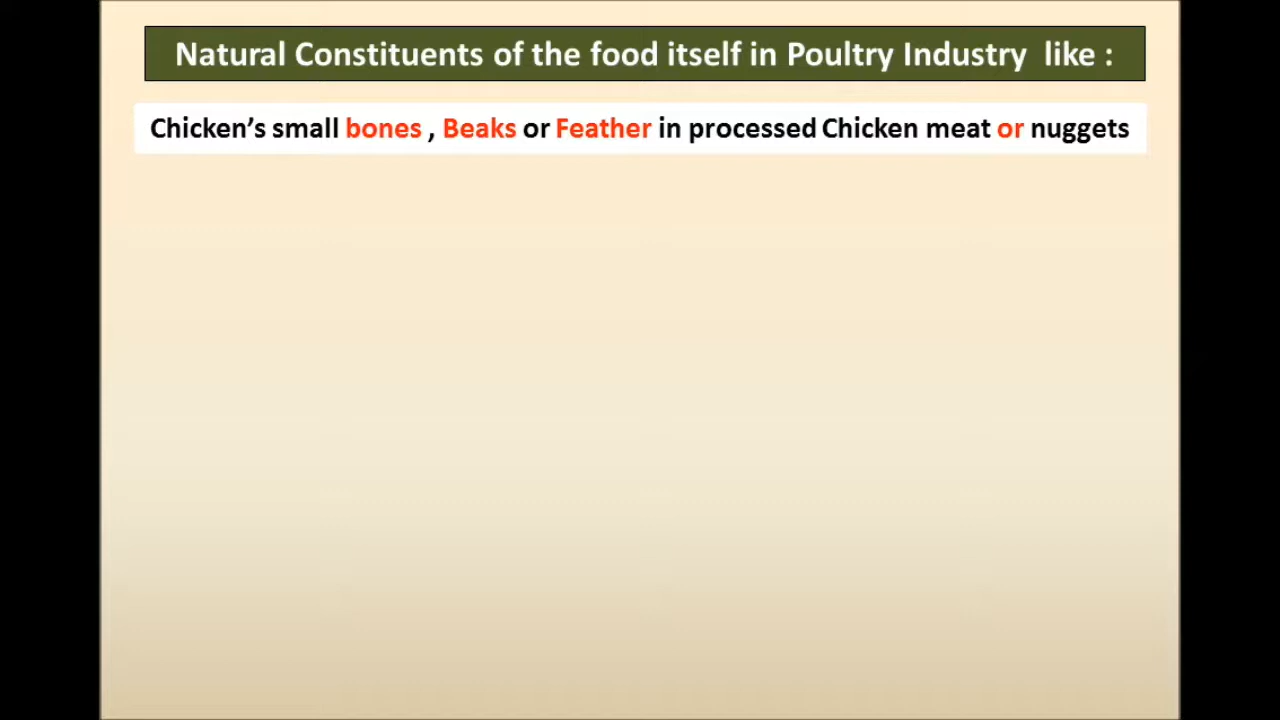 Natural Constituents of the food itself in Poultry Industry like :
Chicken’s small bones , Beaks or Feather in processed Chicken meat or nuggets